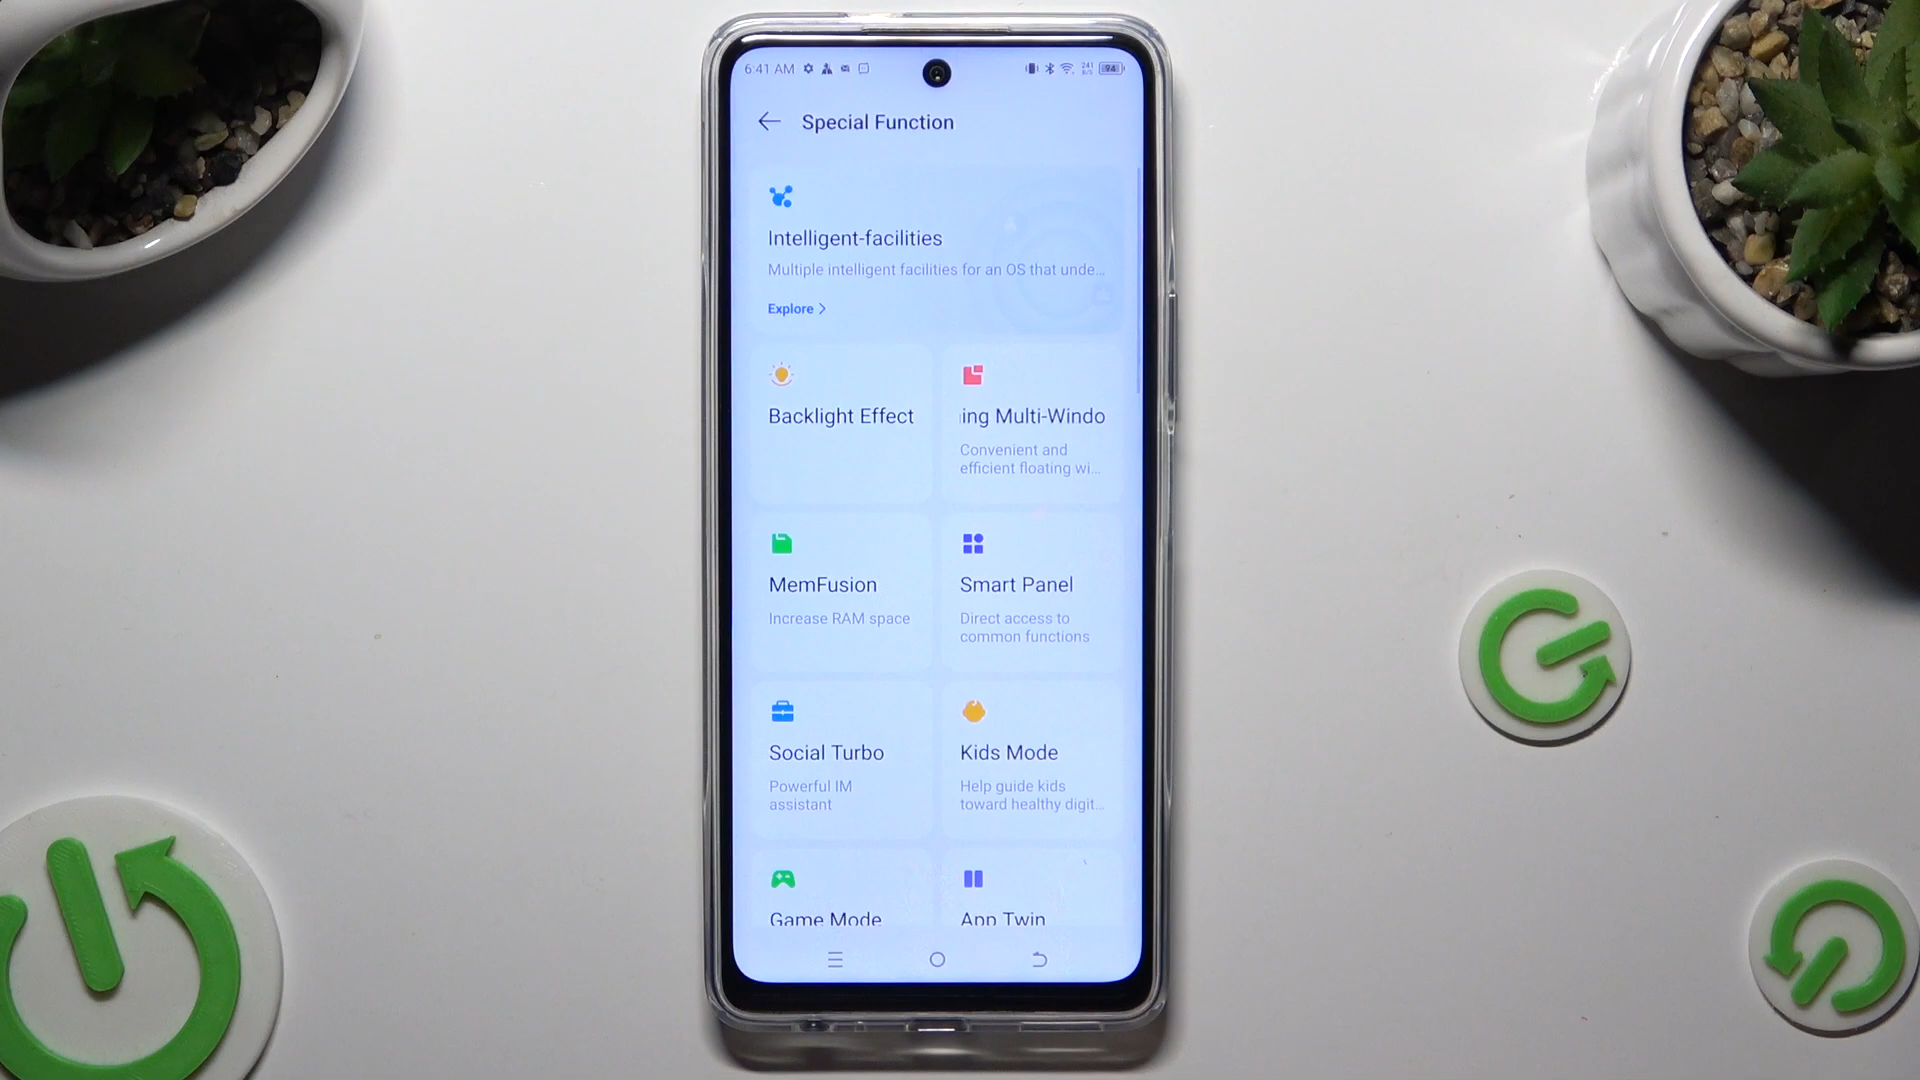 6:41 AM
241
B/S
94
Special Function
Intelligent-facilities
Multiple intelligent facilities for an OS that unde...
Explore >
Backlight Effect
ing Multi-Windo
Convenient and
efficient floating wi...
MemFusion
Increase RAM space
Smart Panel
Direct access to
common functions
Social Turbo
Powerful IM
assistant
Kids Mode
Help guide kids
toward healthy digit...
Game Mode
App Twin